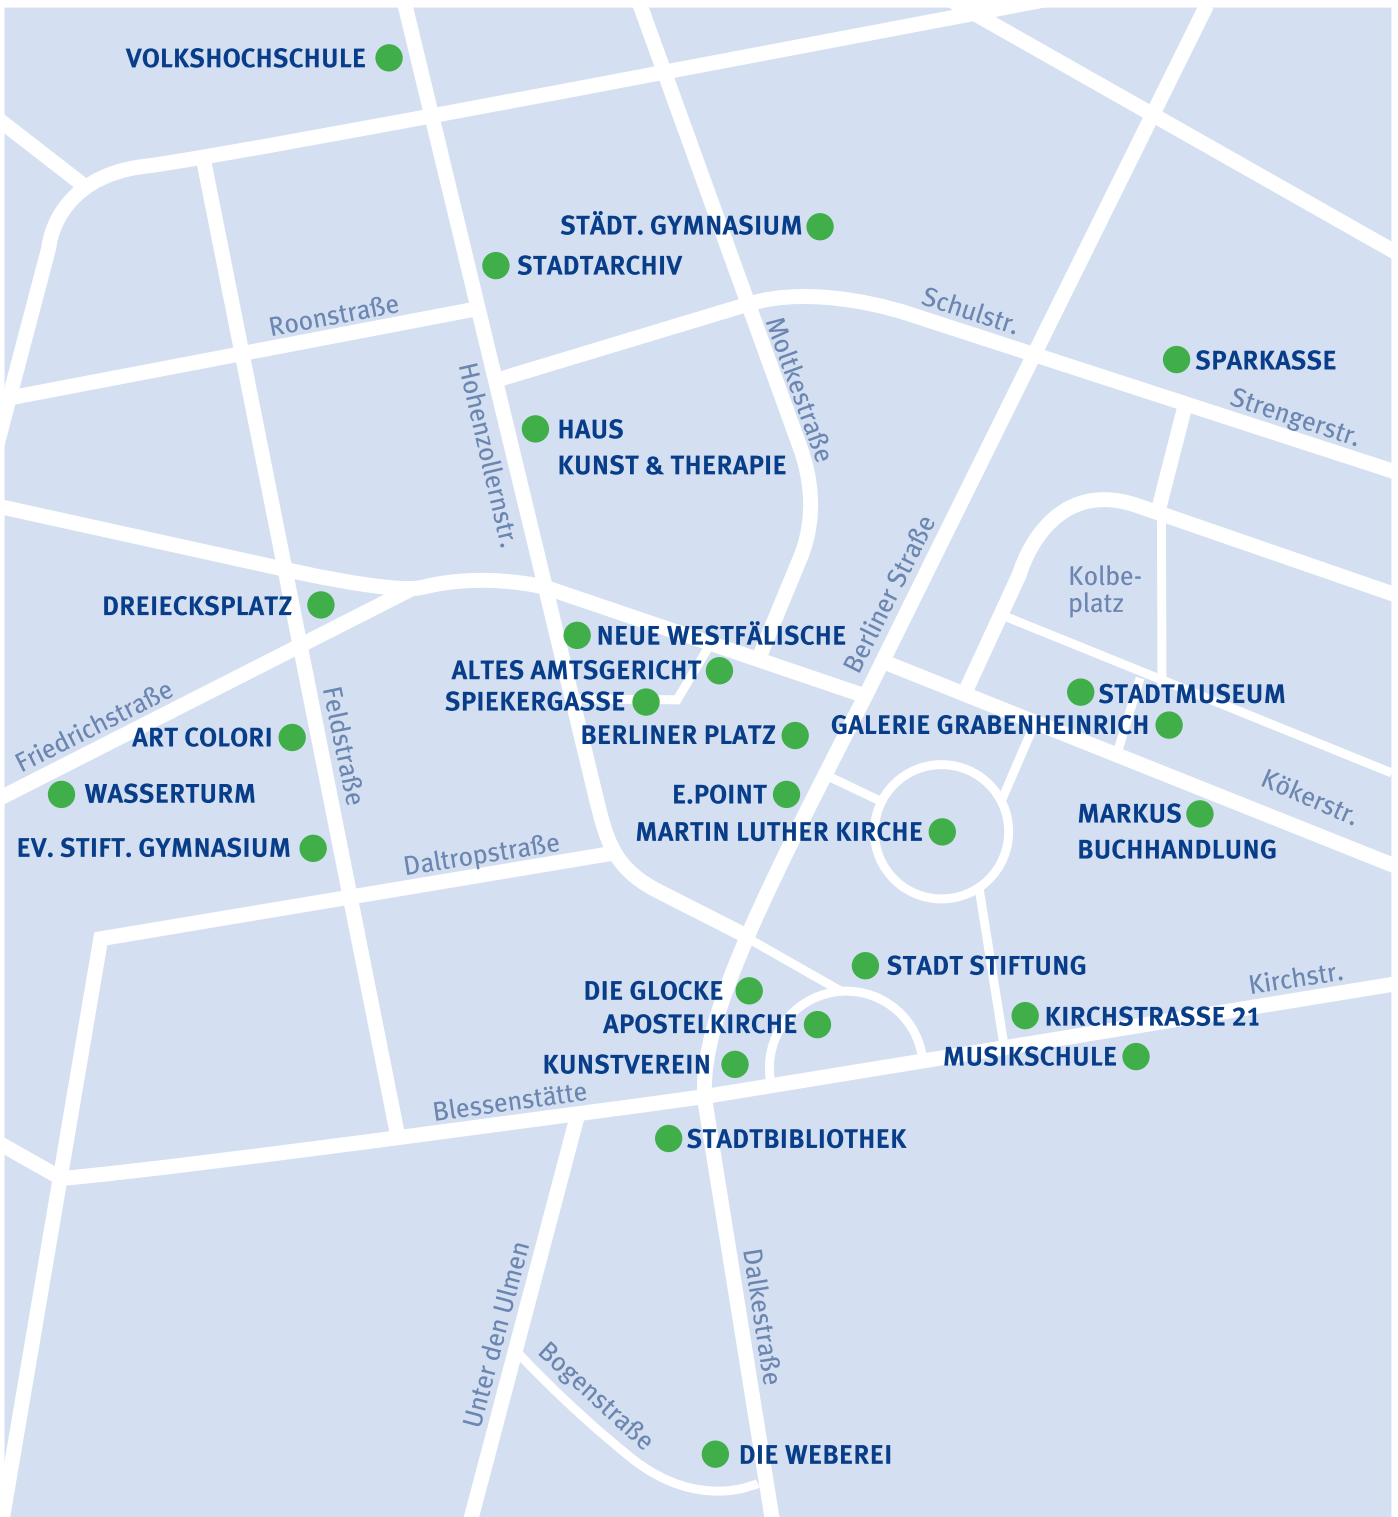 VOLKSHOCHSCHULE
STÄDT. GYMNASIUM
STADTARCHIV
Roonstraße
Schulstr.
Moltkestraße
SPARKASSE
Hohenzollernstr.
Strengerstr.
HAUS
KUNST & THERAPIE
Berliner Straße
Kolbe-
platz
DREIECKSPLATZ
NEUE WESTFÄLISCHE
ALTES AMTSGERICHT
SPIEKERGASSE
STADTMUSEUM
Friedrichstraße
Feldstraße
ART COLORI
BERLINER PLATZ
GALERIE GRABENHEINRICH
WASSERTURM
E.POINT
Kökerstr.
MARTIN LUTHER KIRCHE
MARKUS
BUCHHANDLUNG
EV. STIFT. GYMNASIUM
Daltropstraße
STADT STIFTUNG
Kirchstr.
DIE GLOCKE
APOSTELKIRCHE
KIRCHSTRASSE 21
KUNSTVEREIN
MUSIKSCHULE
Blessenstätte
STADTBIBLIOTHEK
Unter den Ulmen
Dalkestraße
Bogenstraße
DIE WEBEREI